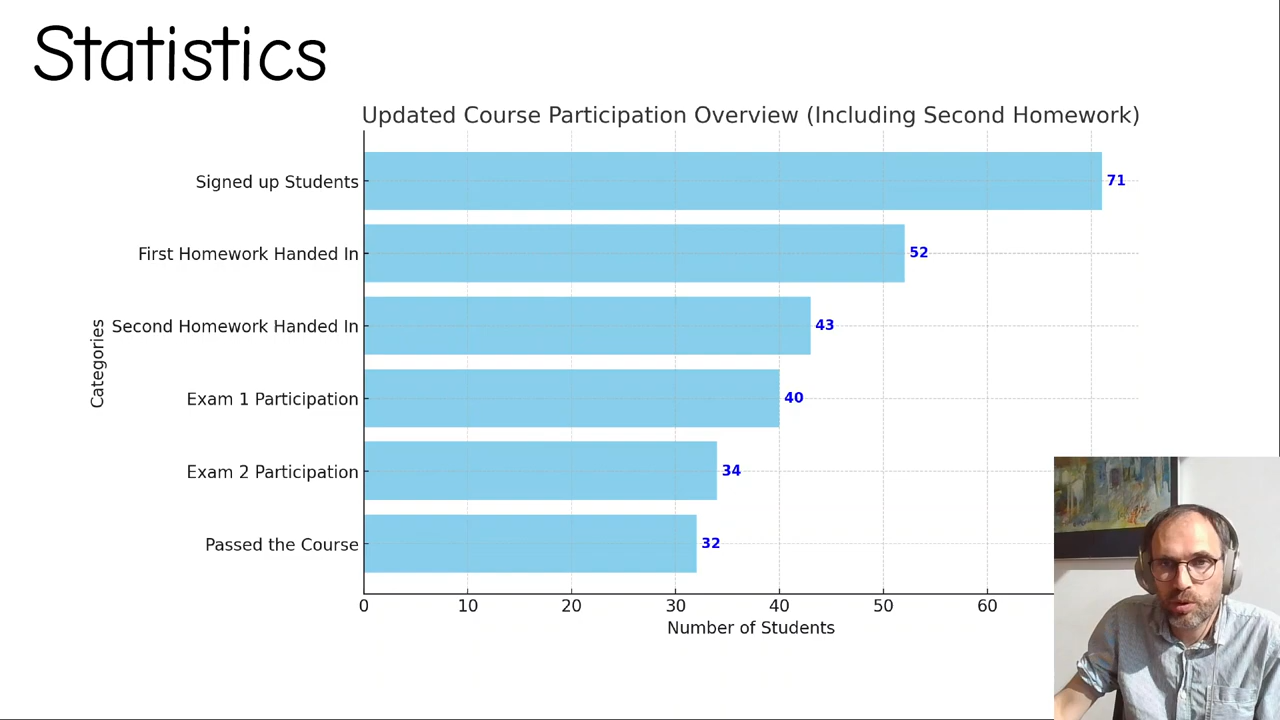 Statistics
Updated Course Participation Overview (Including Second Homework)
Categories
Signed up Students 71
First Homework Handed In 52
Second Homework Handed In 43
Exam 1 Participation 40
Exam 2 Participation 34
Passed the Course 32
0 10 20 30 40 50 60
Number of Students